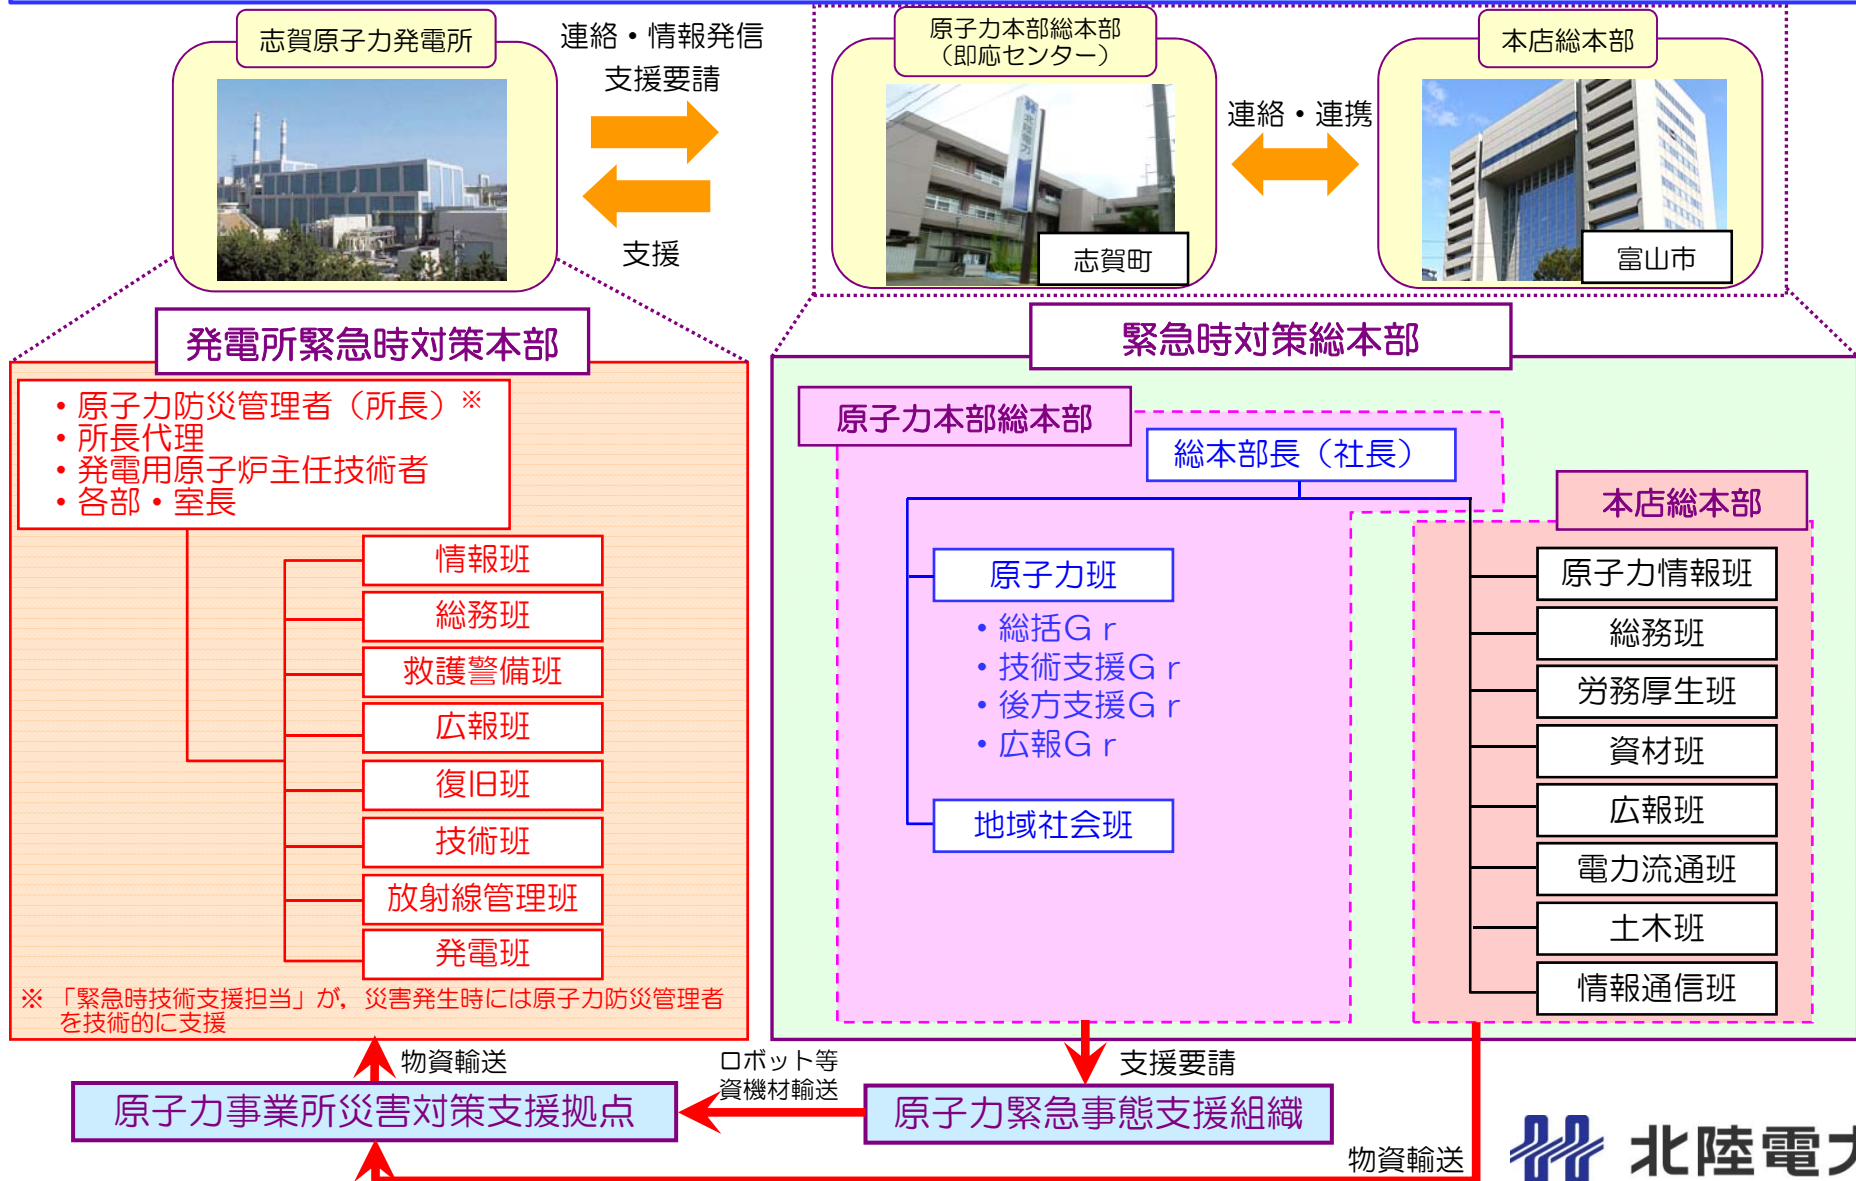 志賀原子力発電所
連絡・情報発信
支援要請
支援
原子力本部総本部
(即応センター)
北陸電力
志賀町
連絡・連携
本店総本部
富山市
発電所緊急時対策本部
・原子力防災管理者(所長)※
・所長代理
・発電用原子炉主任技術者
・各部・室長
情報班
総務班
救護警備班
広報班
復旧班
技術班
放射線管理班
発電班
※「緊急時技術支援担当」が,災害発生時には原子力防災管理者
を技術的に支援
緊急時対策総本部
原子力本部総本部
総本部長(社長)
原子力班
・総括Gr
・技術支援Gr
・後方支援Gr
・広報Gr
地域社会班
本店総本部
原子力情報班
総務班
労務厚生班
資材班
広報班
電力流通班
土木班
情報通信班
物資輸送
ロボット等
資機材輸送
支援要請
原子力事業所災害対策支援拠点
原子力緊急事態支援組織
物資輸送
北陸電力